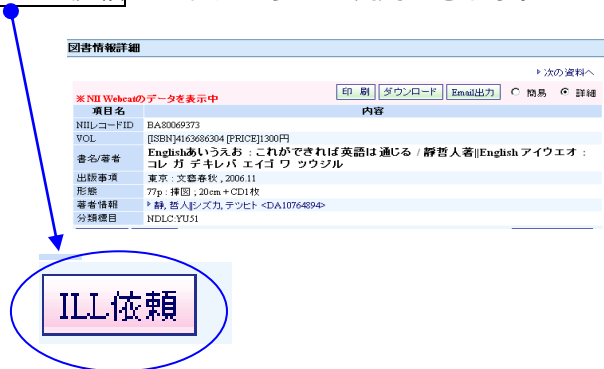 図書情報詳細
次の資料へ
※NII Webcatのデータを表示中
印 刷 ダウンロード Email出力 簡易 詳細
項目名 内容
NIIレコードID BA80069373
VOL [ISBN]4163686304 [PRICE]1300円
書名/著者 Englishあいうえお : これができれば英語は通じる / 靜哲人著||English アイウエオ : コレ ガ デキレバ エイゴ ワ ツウジル
出版事項 東京 : 文藝春秋 , 2006.11
形態 77p : 挿図 ; 20cm + CD1枚
著者情報 靜, 哲人||シズカ, テツヒト <DA10764894>
分類標目 NDLC:YU51
ILL依頼